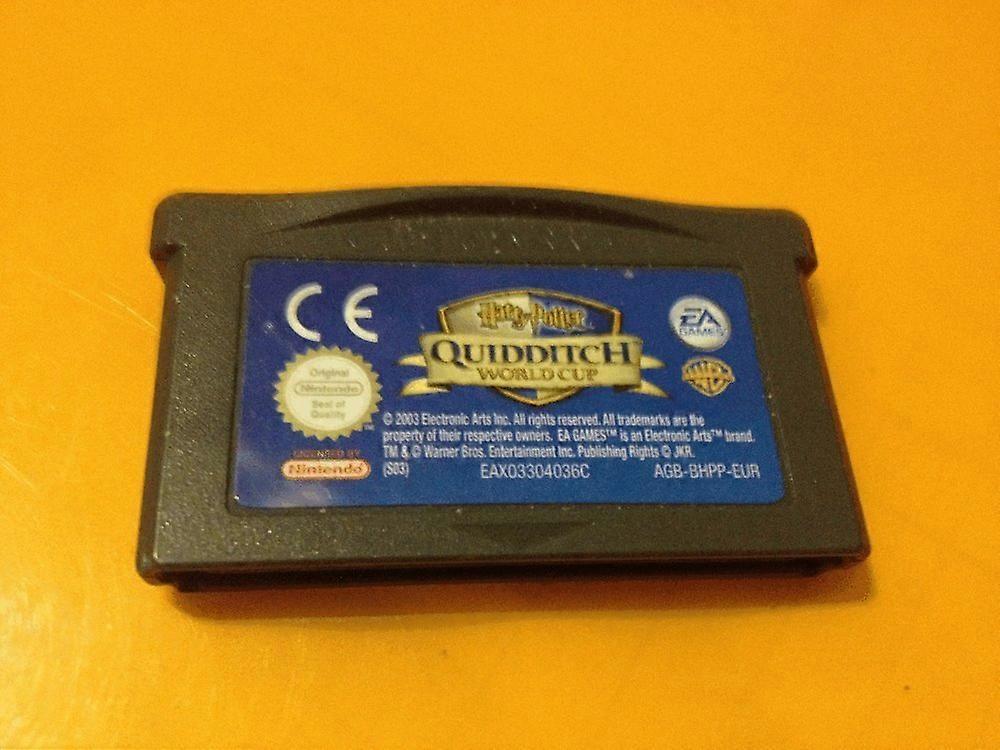 CE
Harry Potter
QUIDDITCH
WORLD CUP
EA
GAMES
WB
Original
Nintendo
Seal of
Quality
TM
LICENSED BY
Nintendo
© 2003 Electronic Arts Inc. All rights reserved. All trademarks are the
property of their respective owners. EA GAMES™ is an Electronic Arts™ brand.
TM & © Warner Bros. Entertainment Inc. Publishing Rights © JKR.
(S03) EAX03304036C AGB-BHPP-EUR